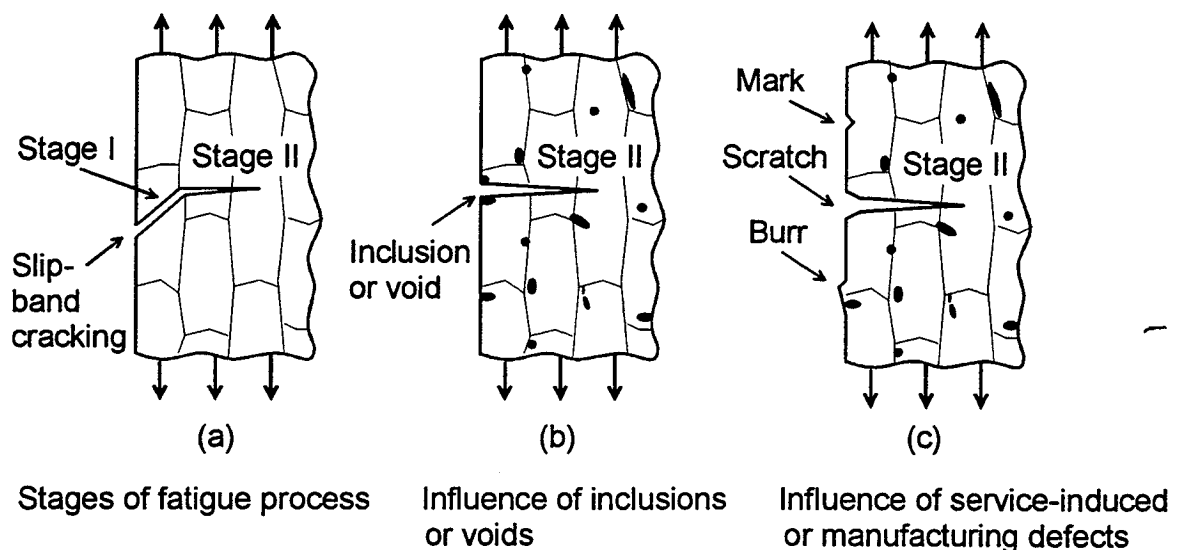 Stage I
Stage II
Slip-
band
cracking
(a)
Stages of fatigue process
Stage II
Inclusion
or void
(b)
Influence of inclusions
or voids
Mark
Scratch
Stage II
Burr
(c)
Influence of service-induced
or manufacturing defects